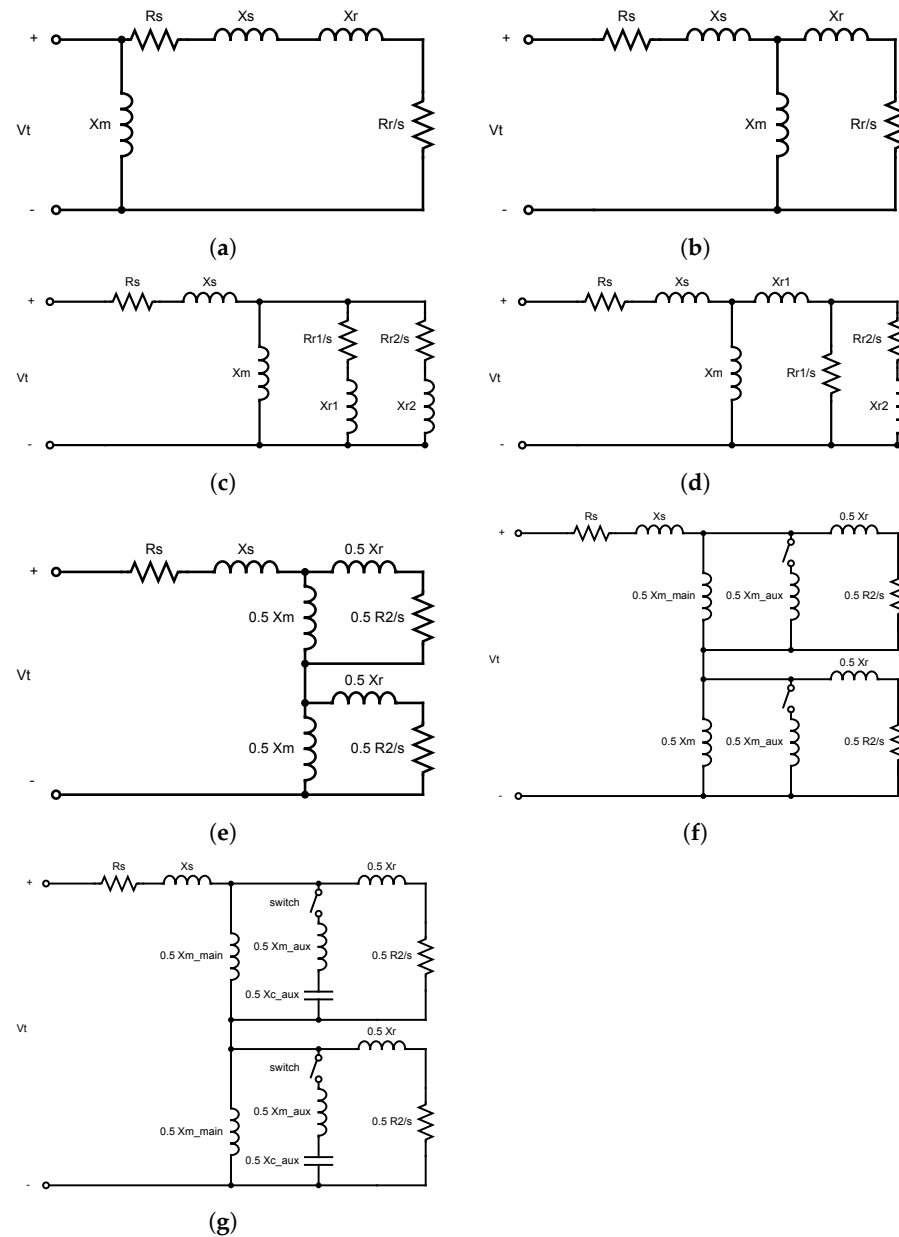 Rs Xs Xr
+
Xm
Vt
Rr/s
-
(a)
Rs Xs Xr
+
Xm
Vt
Rr/s
-
(b)
Rs Xs
+
Rr1/s Rr2/s
Vt
Xm
Xr1 Xr2
-
(c)
Rs Xs Xr1
+
Rr2/s
Vt
Xm Rr1/s
Xr2
-
(d)
Rs Xs 0.5 Xr
+
0.5 Xm 0.5 R2/s
Vt
0.5 Xr
0.5 Xm 0.5 R2/s
-
(e)
Rs Xs 0.5 Xr
+
0.5 Xm_main 0.5 Xm_aux 0.5 R2/s
Vt
0.5 Xr
0.5 Xm 0.5 Xm_aux 0.5 R2/s
-
(f)
Rs Xs 0.5 Xr
+
switch
0.5 Xm_aux
0.5 Xm_main 0.5 R2/s
0.5 Xc_aux
Vt
0.5 Xr
switch
0.5 Xm_aux
0.5 Xm_main 0.5 R2/s
0.5 Xc_aux
-
(g)